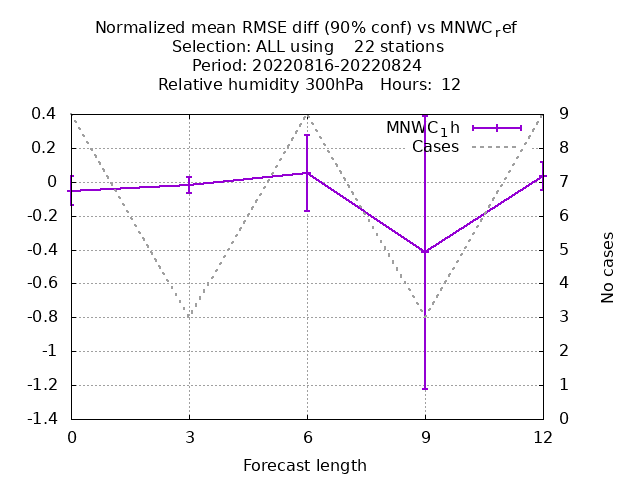 Normalized mean RMSE diff (90% conf) vs MNWC_ref
Selection: ALL using    22 stations
Period: 20220816-20220824
Relative humidity 300hPa   Hours:  12
MNWC_1h
Cases
0.4
0.2
0
-0.2
-0.4
-0.6
-0.8
-1
-1.2
-1.4
9
8
7
6
5
4
3
2
1
0
No cases
0 3 6 9 12
Forecast length